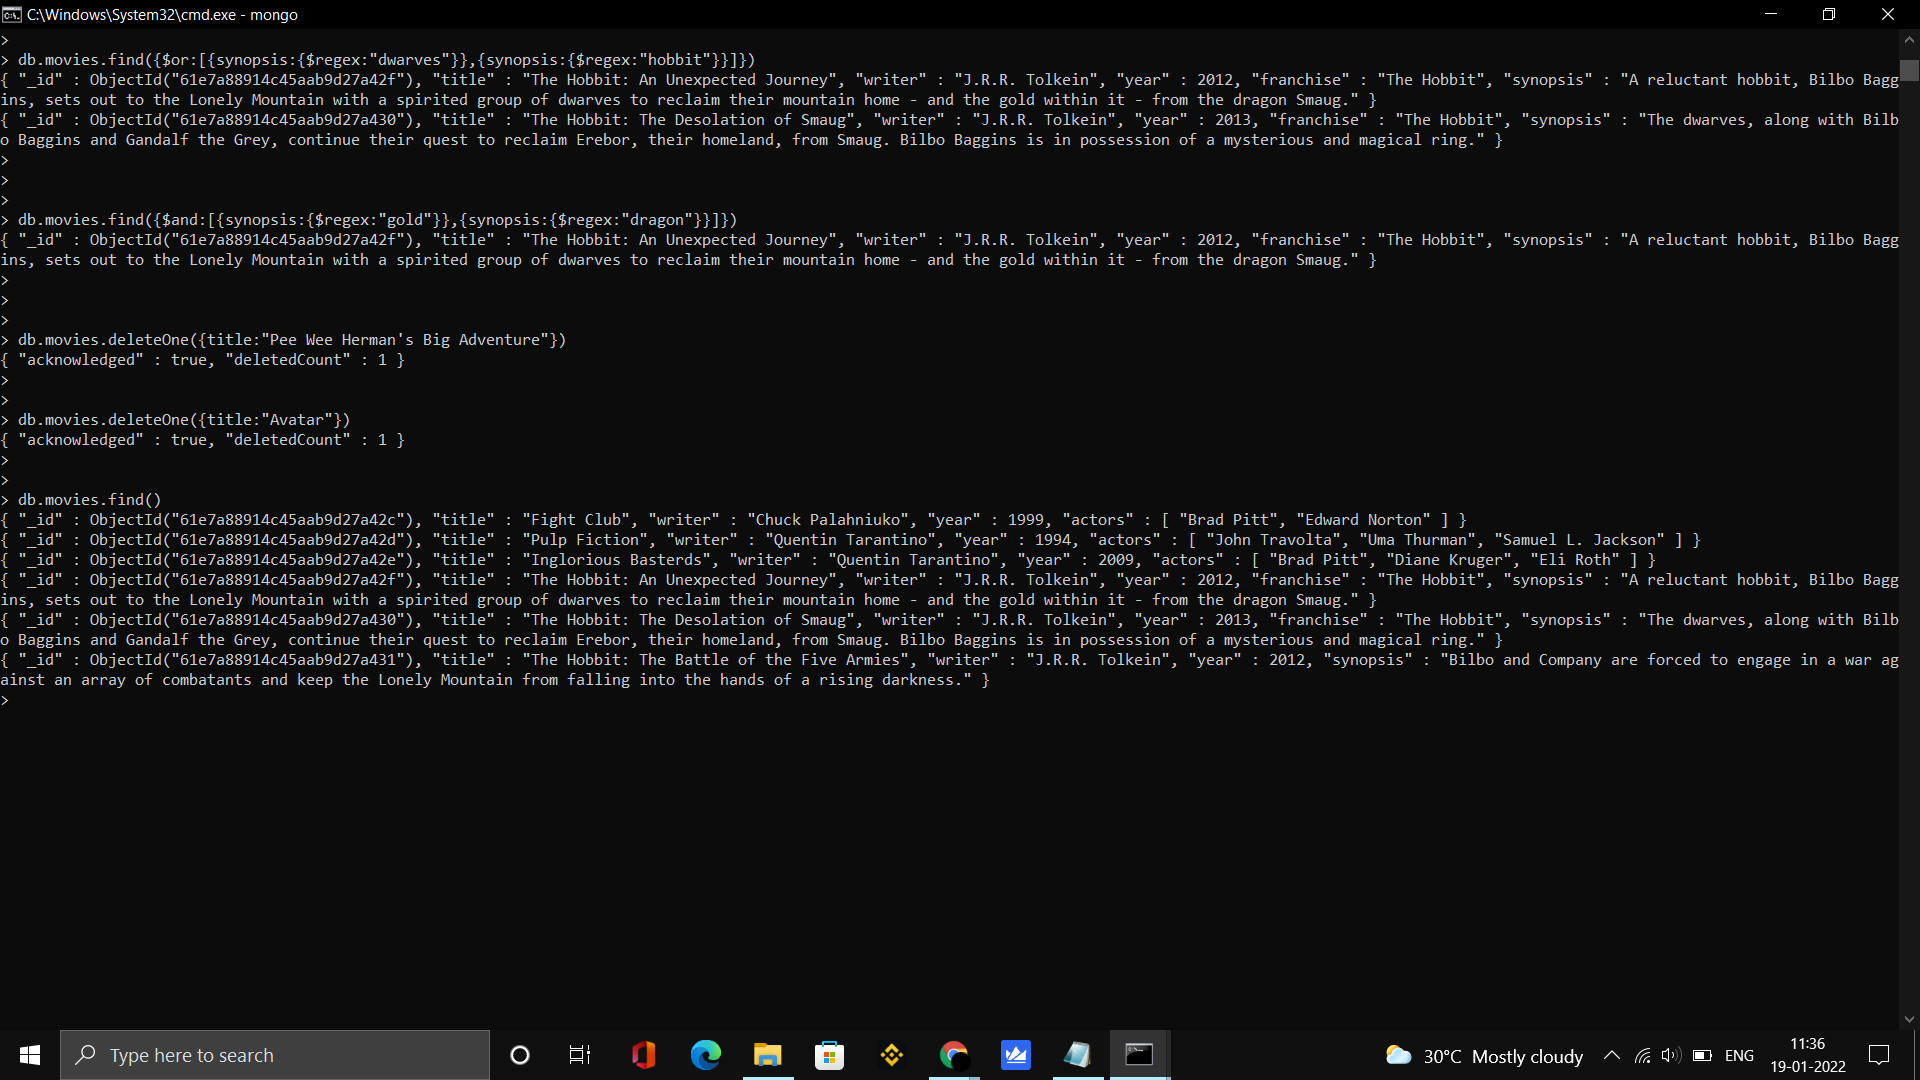 C:\Windows\System32\cmd.exe - mongo
>
> db.movies.find({$or:[{synopsis:{$regex:"dwarves"}},{synopsis:{$regex:"hobbit"}}]})
{ "_id" : ObjectId("61e7a88914c45aab9d27a42f"), "title" : "The Hobbit: An Unexpected Journey", "writer" : "J.R.R. Tolkein", "year" : 2012, "franchise" : "The Hobbit", "synopsis" : "A reluctant hobbit, Bilbo Bagg
ins, sets out to the Lonely Mountain with a spirited group of dwarves to reclaim their mountain home - and the gold within it - from the dragon Smaug." }
{ "_id" : ObjectId("61e7a88914c45aab9d27a430"), "title" : "The Hobbit: The Desolation of Smaug", "writer" : "J.R.R. Tolkein", "year" : 2013, "franchise" : "The Hobbit", "synopsis" : "The dwarves, along with Bilb
o Baggins and Gandalf the Grey, continue their quest to reclaim Erebor, their homeland, from Smaug. Bilbo Baggins is in possession of a mysterious and magical ring." }
>
>
>
> db.movies.find({$and:[{synopsis:{$regex:"gold"}},{synopsis:{$regex:"dragon"}}]})
{ "_id" : ObjectId("61e7a88914c45aab9d27a42f"), "title" : "The Hobbit: An Unexpected Journey", "writer" : "J.R.R. Tolkein", "year" : 2012, "franchise" : "The Hobbit", "synopsis" : "A reluctant hobbit, Bilbo Bagg
ins, sets out to the Lonely Mountain with a spirited group of dwarves to reclaim their mountain home - and the gold within it - from the dragon Smaug." }
>
>
>
> db.movies.deleteOne({title:"Pee Wee Herman's Big Adventure"})
{ "acknowledged" : true, "deletedCount" : 1 }
>
>
> db.movies.deleteOne({title:"Avatar"})
{ "acknowledged" : true, "deletedCount" : 1 }
>
>
> db.movies.find()
{ "_id" : ObjectId("61e7a88914c45aab9d27a42c"), "title" : "Fight Club", "writer" : "Chuck Palahniuko", "year" : 1999, "actors" : [ "Brad Pitt", "Edward Norton" ] }
{ "_id" : ObjectId("61e7a88914c45aab9d27a42d"), "title" : "Pulp Fiction", "writer" : "Quentin Tarantino", "year" : 1994, "actors" : [ "John Travolta", "Uma Thurman", "Samuel L. Jackson" ] }
{ "_id" : ObjectId("61e7a88914c45aab9d27a42e"), "title" : "Inglorious Basterds", "writer" : "Quentin Tarantino", "year" : 2009, "actors" : [ "Brad Pitt", "Diane Kruger", "Eli Roth" ] }
{ "_id" : ObjectId("61e7a88914c45aab9d27a42f"), "title" : "The Hobbit: An Unexpected Journey", "writer" : "J.R.R. Tolkein", "year" : 2012, "franchise" : "The Hobbit", "synopsis" : "A reluctant hobbit, Bilbo Bagg
ins, sets out to the Lonely Mountain with a spirited group of dwarves to reclaim their mountain home - and the gold within it - from the dragon Smaug." }
{ "_id" : ObjectId("61e7a88914c45aab9d27a430"), "title" : "The Hobbit: The Desolation of Smaug", "writer" : "J.R.R. Tolkein", "year" : 2013, "franchise" : "The Hobbit", "synopsis" : "The dwarves, along with Bilb
o Baggins and Gandalf the Grey, continue their quest to reclaim Erebor, their homeland, from Smaug. Bilbo Baggins is in possession of a mysterious and magical ring." }
{ "_id" : ObjectId("61e7a88914c45aab9d27a431"), "title" : "The Hobbit: The Battle of the Five Armies", "writer" : "J.R.R. Tolkein", "year" : 2012, "synopsis" : "Bilbo and Company are forced to engage in a war ag
ainst an array of combatants and keep the Lonely Mountain from falling into the hands of a rising darkness." }
>
Type here to search
30°C Mostly cloudy
ENG
11:36
19-01-2022